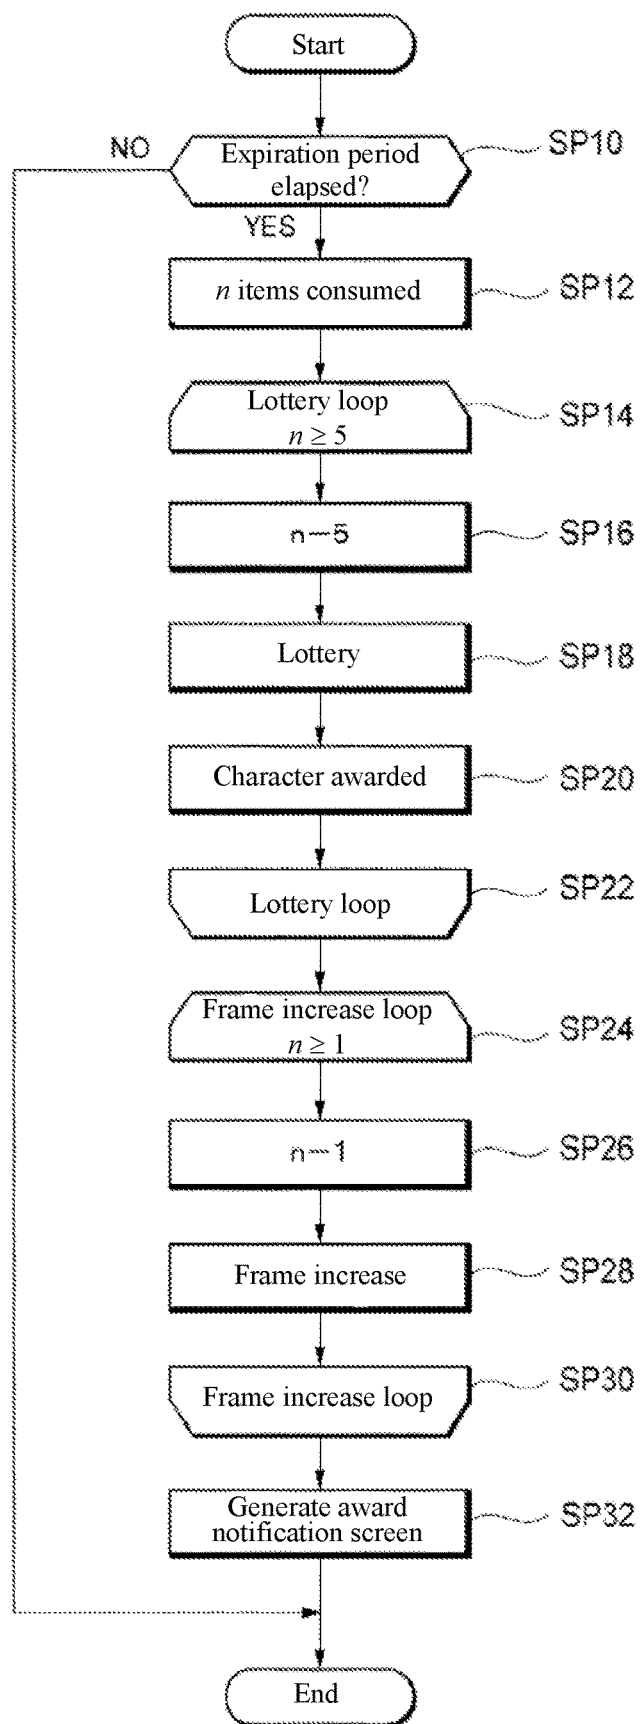 Start
NO
Expiration period
elapsed?
SP10
YES
n items consumed
SP12
Lottery loop
n ≥ 5
SP14
n−5
SP16
Lottery
SP18
Character awarded
SP20
Lottery loop
SP22
Frame increase loop
n ≥ 1
SP24
n−1
SP26
Frame increase
SP28
Frame increase loop
SP30
Generate award
notification screen
SP32
End